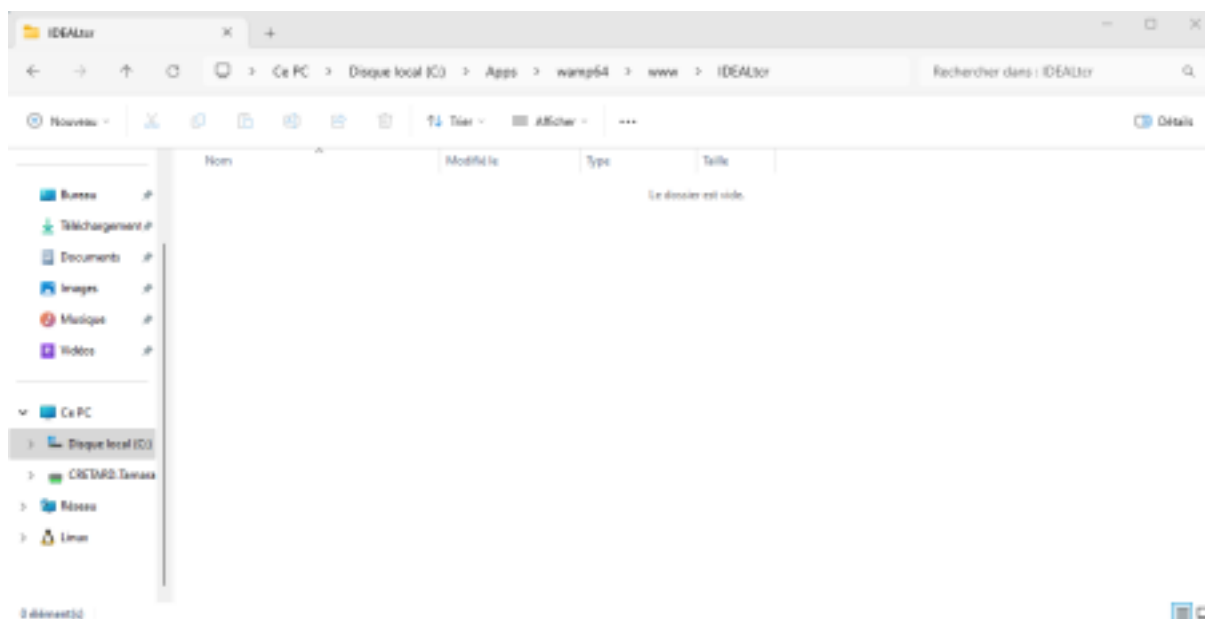 IDEALtcr
Ce PC > Disque local (C:) > Apps > wamp64 > www > IDEALtcr
Rechercher dans : IDEALtcr
Nouveau
Trier
Afficher
Détails
Nom
Modifié le
Type
Taille
Le dossier est vide.
Bureau
Téléchargement
Documents
Images
Musique
Vidéos
Ce PC
Disque local (C:)
CRETARD.Tamara
Réseau
Linux
0 élément(s)